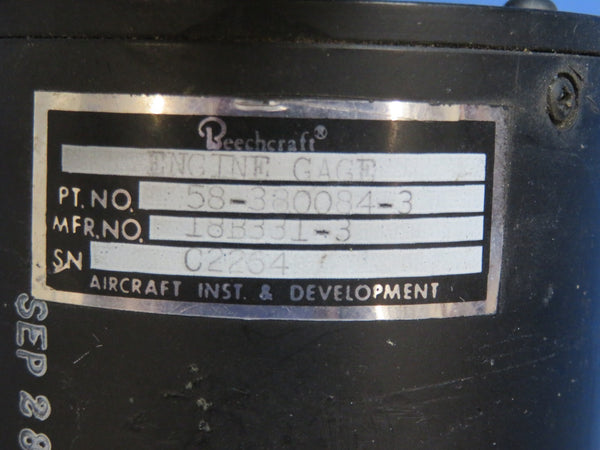 Beechcraft®
ENGINE GAGE
PT. NO. 58-380084-3
MFR. NO. 18B331-3
SN C2264
AIRCRAFT INST. & DEVELOPMENT
SEP 28